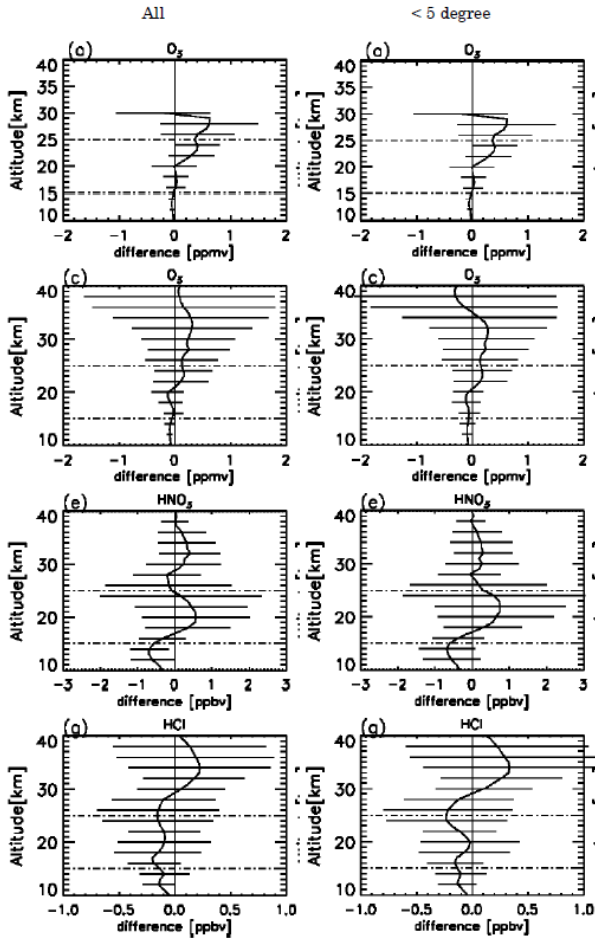 All < 5 degree
(a) O₃ (a) O₃
40 40
35 35
30 30
Altitude[km] 25 Altitude[km] 25
20 20
15 15
10 10
-2 -1 0 1 2 -2 -1 0 1 2
difference [ppmv] difference [ppmv]
(c) O₃ (c) O₃
40 40
Altitude[km] 30 Altitude[km] 30
20 20
10 10
-2 -1 0 1 2 -2 -1 0 1 2
difference [ppmv] difference [ppmv]
(e) HNO₃ (e) HNO₃
40 40
Altitude[km] 30 Altitude[km] 30
20 20
10 10
-3 -2 -1 0 1 2 3 -3 -2 -1 0 1 2 3
difference [ppbv] difference [ppbv]
(g) HCl (g) HCl
40 40
Altitude[km] 30 Altitude[km] 30
20 20
10 10
-1.0 -0.5 0.0 0.5 1.0 -1.0 -0.5 0.0 0.5 1.0
difference [ppbv] difference [ppbv]